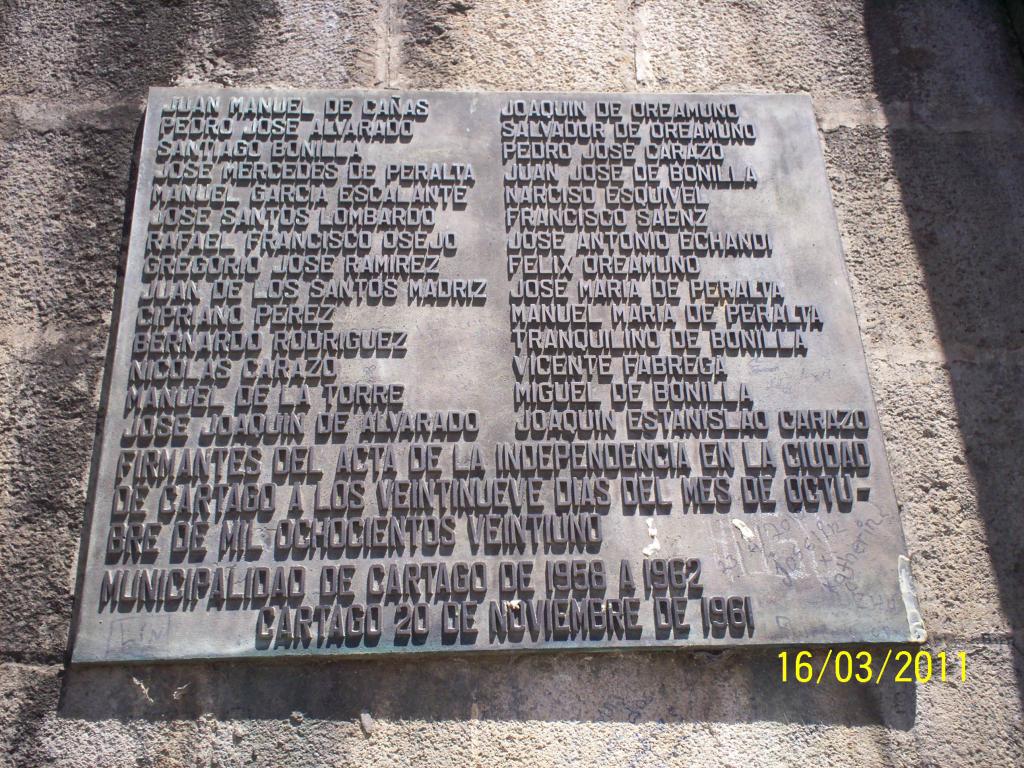 JUAN MANUEL DE CAÑAS
PEDRO JOSE ALVARADO
SANTIAGO BONILLA
JOSE MERCEDES DE PERALTA
MANUEL GARCIA ESCALANTE
JOSE SANTOS LOMBARDO
RAFAEL FRANCISCO OSEJO
GREGORIO JOSE RAMIREZ
JUAN DE LOS SANTOS MADRIZ
CIPRIANO PEREZ
BERNARDO RODRIGUEZ
NICOLAS CARAZO
MANUEL DE LA TORRE
JOSE JOAQUIN DE ALVARADO
JOAQUIN DE OREAMUNO
SALVADOR DE OREAMUNO
PEDRO JOSE CARAZO
JUAN JOSE DE BONILLA
NARCISO ESQUIVEL
FRANCISCO SAENZ
JOSE ANTONIO ECHANDI
FELIX OREAMUNO
JOSE MARIA DE PERALTA
MANUEL MARIA DE PERALTA
TRANQUILINO DE BONILLA
VICENTE FABREGA
MIGUEL DE BONILLA
JOAQUIN ESTANISLAO CARAZO
FIRMANTES DEL ACTA DE LA INDEPENDENCIA EN LA CIUDAD
DE CARTAGO A LOS VEINTINUEVE DIAS DEL MES DE OCTU-
BRE DE MIL OCHOCIENTOS VEINTIUNO
MUNICIPALIDAD DE CARTAGO DE 1958 A 1962
CARTAGO 20 DE NOVIEMBRE DE 1961
16/03/2011